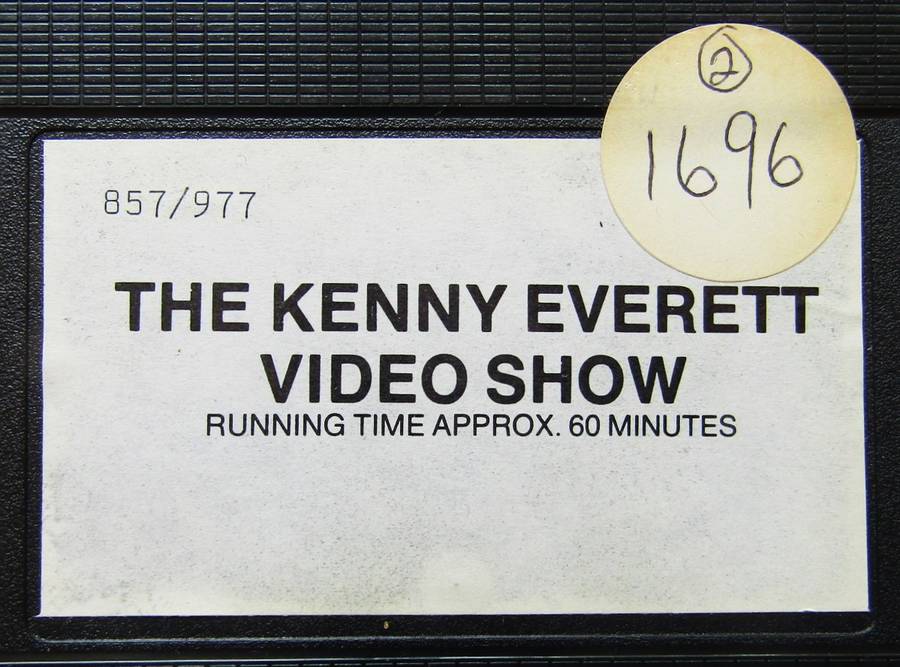 2
1696
857/977
THE KENNY EVERETT
VIDEO SHOW
RUNNING TIME APPROX. 60 MINUTES